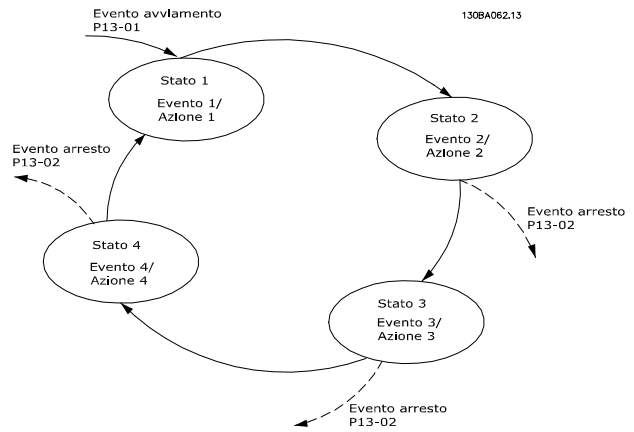 Evento avviamento
P13-01
130BA062.13
Stato 1
Evento 1/
Azione 1
Stato 2
Evento 2/
Azione 2
Evento arresto
P13-02
Evento arresto
P13-02
Stato 4
Evento 4/
Azione 4
Stato 3
Evento 3/
Azione 3
Evento arresto
P13-02